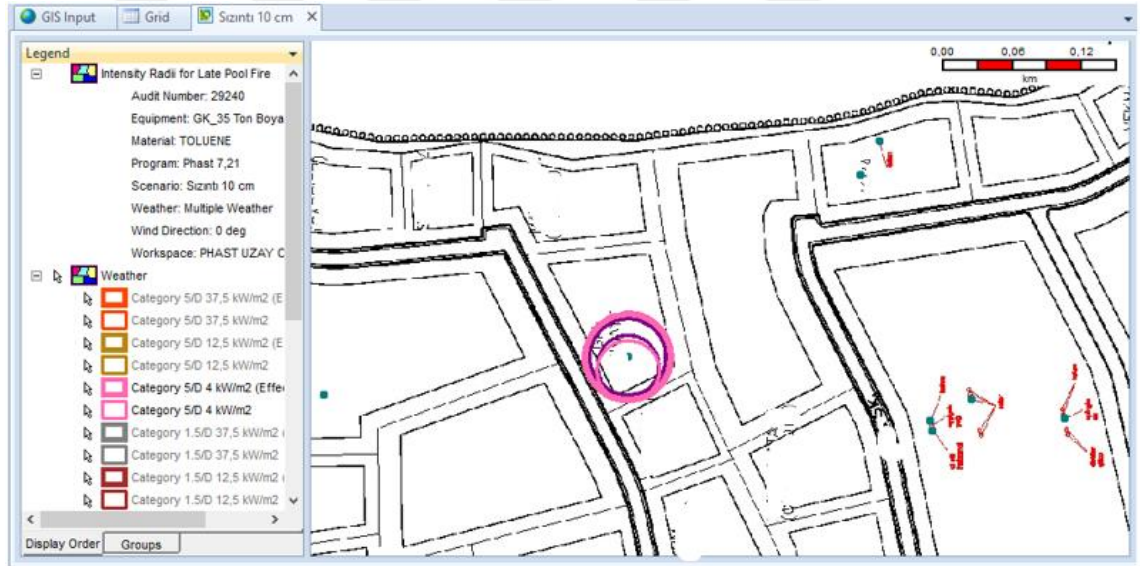 GIS Input Grid Sızıntı 10 cm
Legend
Intensity Radii for Late Pool Fire
Audit Number: 29240
Equipment: GK_35 Ton Boya
Material: TOLUENE
Program: Phast 7,21
Scenario: Sızıntı 10 cm
Weather: Multiple Weather
Wind Direction: 0 deg
Workspace: PHAST UZAY C
Weather
Category 5/D 37,5 kW/m2 (E
Category 5/D 37,5 kW/m2
Category 5/D 12,5 kW/m2 (E
Category 5/D 12,5 kW/m2
Category 5/D 4 kW/m2 (Effe
Category 5/D 4 kW/m2
Category 1.5/D 37,5 kW/m2
Category 1.5/D 37,5 kW/m2
Category 1.5/D 12,5 kW/m2
Category 1.5/D 12,5 kW/m2
Display Order Groups
0,00 0,06 0,12
km